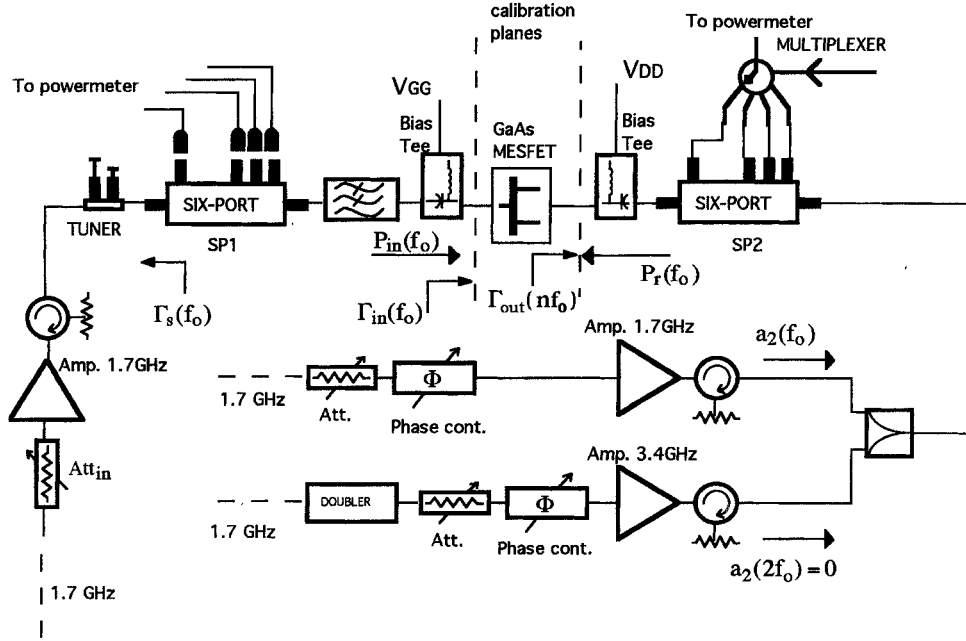 calibration
planes
To powermeter
MULTIPLEXER
To powermeter
VGG
VDD
Bias
Tee
GaAs
MESFET
Bias
Tee
SIX-PORT
SIX-PORT
TUNER
SP1
SP2
Pin(fo)
Pr(fo)
Γs(fo)
Γin(fo)
Γout(nfo)
Amp. 1.7GHz
a2(fo)
Amp. 1.7GHz
Φ
1.7 GHz
Att.
Phase cont.
Amp. 3.4GHz
Attin
DOUBLER
Φ
1.7 GHz
Att.
Phase cont.
a2(2fo)=0
1.7 GHz